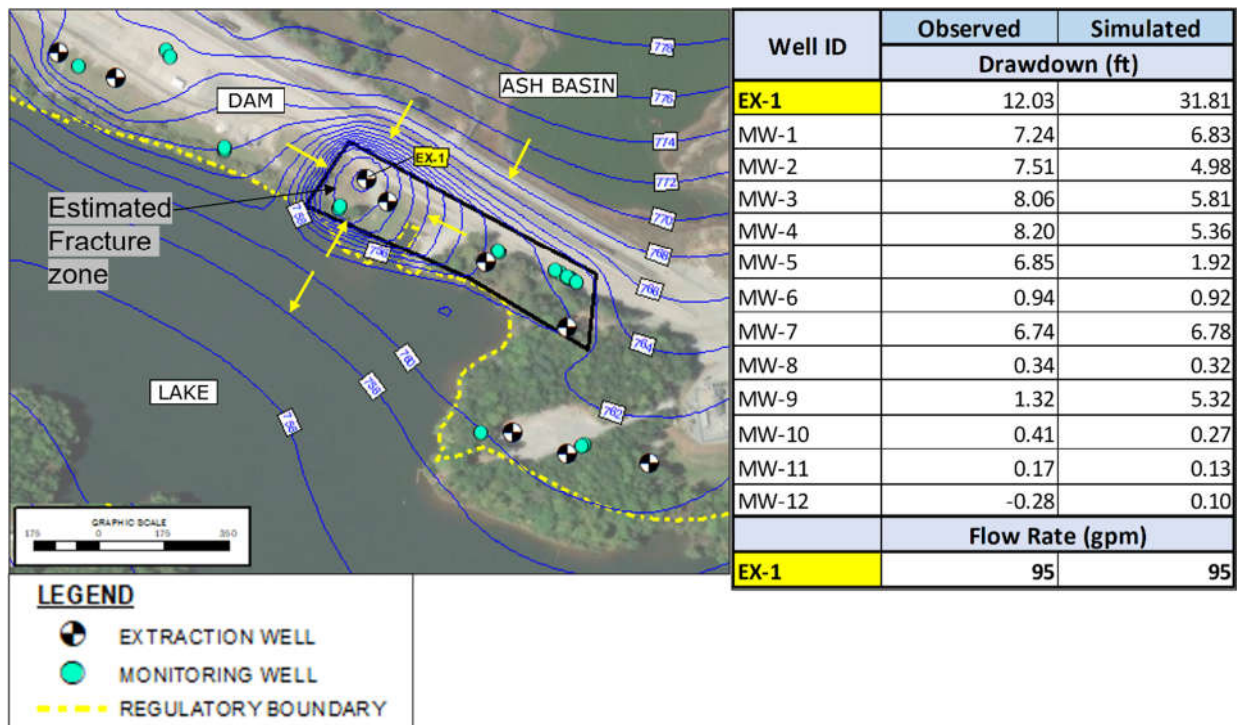 778
ASH BASIN
776
DAM
774
EX-1
772
Estimated
Fracture
zone
770
768
756
766
764
760
758
LAKE
762
GRAPHIC SCALE
175 0 175 350
LEGEND
EXTRACTION WELL
MONITORING WELL
REGULATORY BOUNDARY
Well ID Observed Simulated
Drawdown (ft)
EX-1 12.03 31.81
MW-1 7.24 6.83
MW-2 7.51 4.98
MW-3 8.06 5.81
MW-4 8.20 5.36
MW-5 6.85 1.92
MW-6 0.94 0.92
MW-7 6.74 6.78
MW-8 0.34 0.32
MW-9 1.32 5.32
MW-10 0.41 0.27
MW-11 0.17 0.13
MW-12 -0.28 0.10
Flow Rate (gpm)
EX-1 95 95